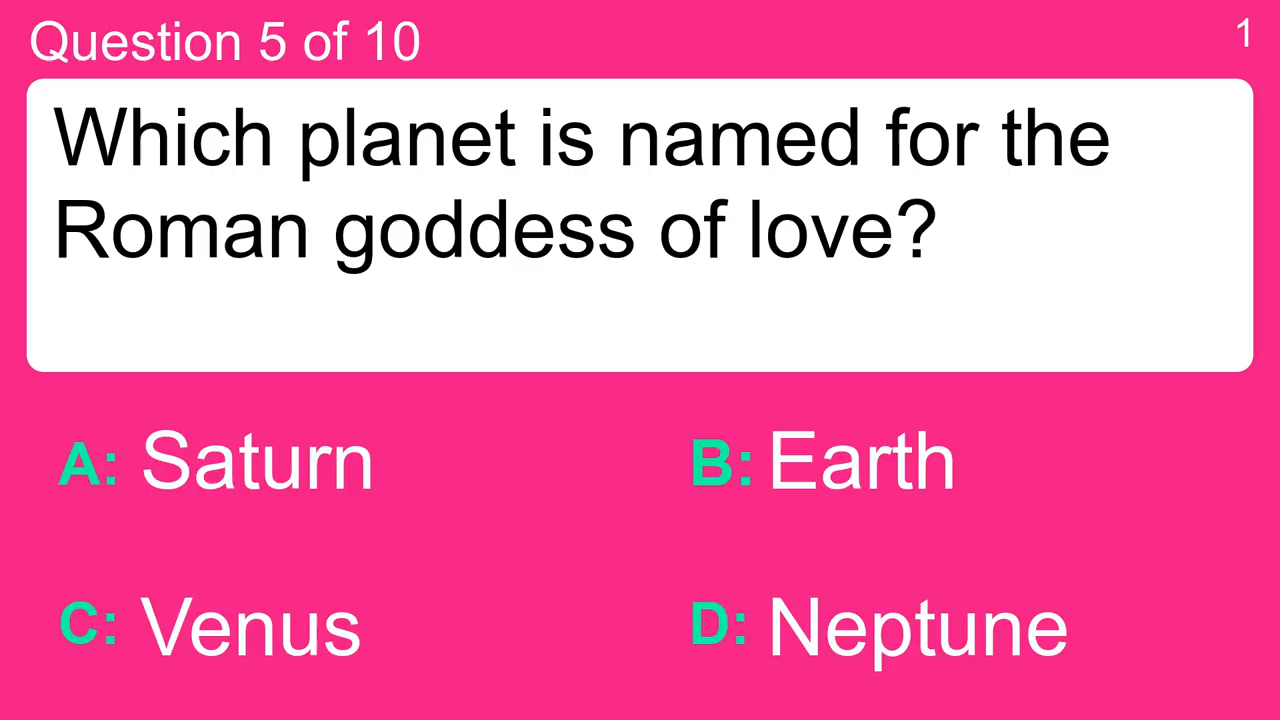 Question 5 of 10
1
Which planet is named for the
Roman goddess of love?
A: Saturn
B: Earth
C: Venus
D: Neptune